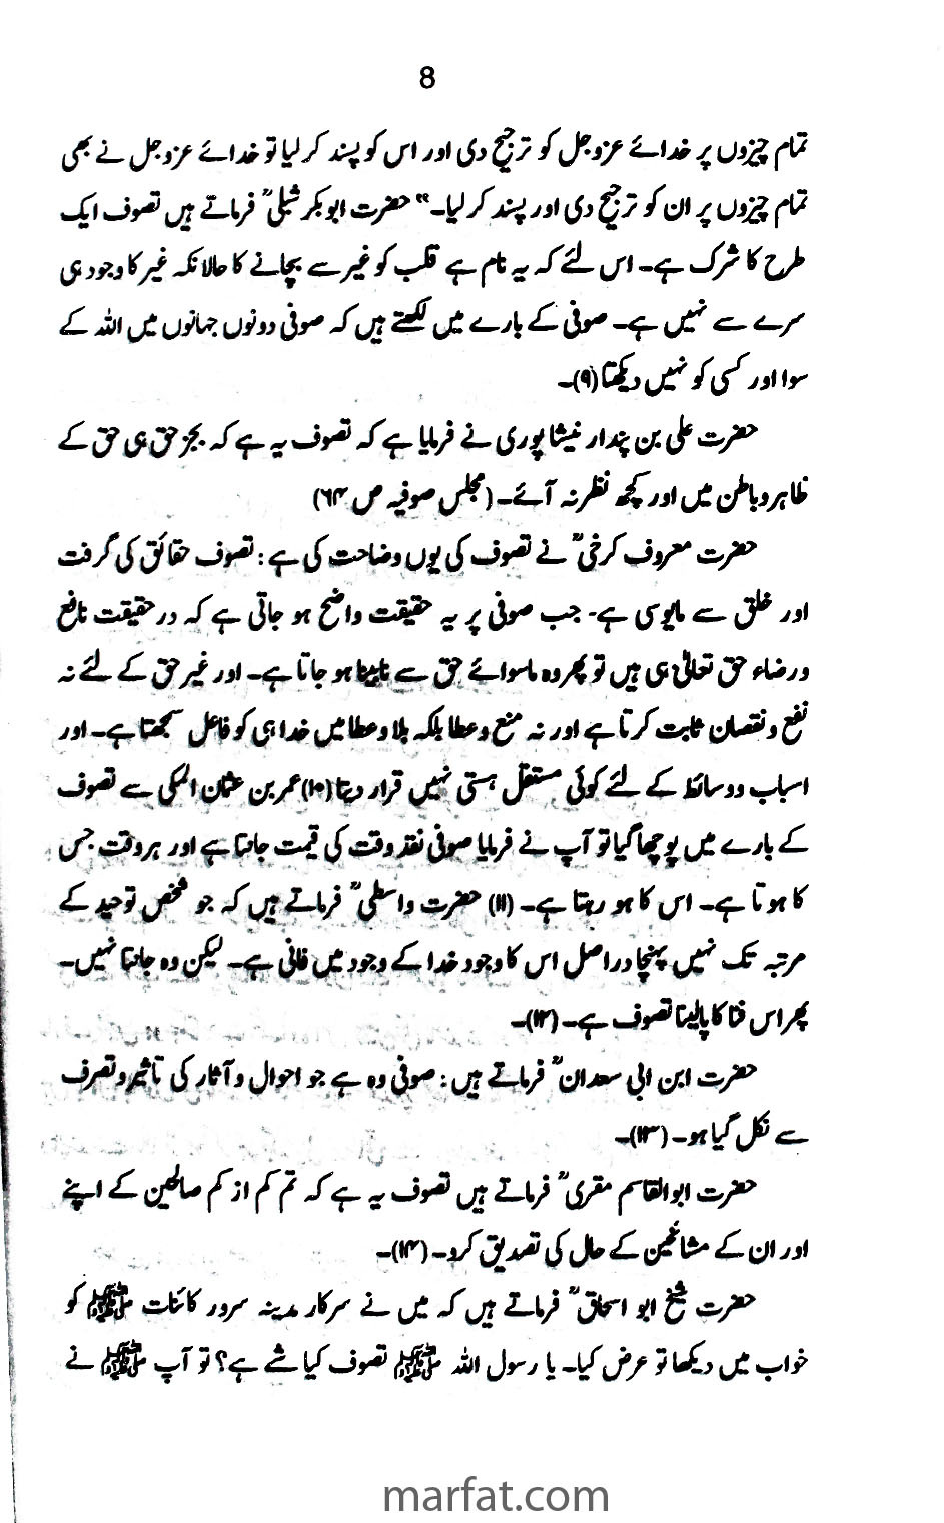 8
تمام چیزوں پر خدائے عزوجل کو ترجیح دی اور اس کو پسند کر لیا تو خدائے عزوجل نے بھی
تمام چیزوں پر ان کو ترجیح دی اور پسند کر لیا۔" حضرت ابوبکر شبلیؒ فرماتے ہیں تصوف ایک
طرح کا شرک ہے۔ اس لئے کہ یہ نام ہے قلب کو غیر سے بچانے کا حالانکہ غیر کا وجود ہی
سرے سے نہیں ہے۔ صوفی کے بارے میں لکھتے ہیں کہ صوفی دونوں جہانوں میں اللہ کے
سوا اور کسی کو نہیں دیکھتا (۹)۔
حضرت علی بن پندار نیشاپوری نے فرمایا ہے کہ تصوف یہ ہے کہ بجز حق ہی حق کے
ظاہر و باطن میں اور کچھ نظر نہ آئے۔ (مجلس صوفیہ ص ۶۴)
حضرت معروف کرخیؒ نے تصوف کی یوں وضاحت کی ہے: تصوف حقائق کی گرفت
اور خلق سے مایوسی ہے۔ جب صوفی پر یہ حقیقت واضح ہو جاتی ہے کہ درحقیقت نافع
ورضاء حق تعالیٰ ہی ہیں تو پھر وہ ماسوائے حق سے نابینا ہو جاتا ہے۔ اور غیر حق کے لئے نہ
نفع و نقصان ثابت کرتا ہے اور نہ منع و عطا بلکہ بلا و عطا میں خدا ہی کو فاعل سمجھتا ہے۔ اور
اسباب و وسائط کے لئے کوئی مستقل ہستی نہیں قرار دیتا (۱۰) عمر بن عثمان المکی سے تصوف
کے بارے میں پوچھا گیا تو آپ نے فرمایا صوفی نقد وقت کی قیمت جانتا ہے اور ہر وقت جس
کا ہوتا ہے۔ اس کا ہو رہتا ہے۔ (۱۱) حضرت واسطیؒ فرماتے ہیں کہ جو شخص توحید کے
مرتبہ تک نہیں پہنچا دراصل اس کا وجود خدا کے وجود میں فانی ہے۔ لیکن وہ جانتا نہیں۔
پھر اس فنا کا پالینا تصوف ہے۔ (۱۲)۔
حضرت ابن ابی سعدانؒ فرماتے ہیں: صوفی وہ ہے جو احوال و آثار کی تاثیر و تصرف
سے نکل گیا ہو۔ (۱۳)۔
حضرت ابوالقاسم مقریؒ فرماتے ہیں تصوف یہ ہے کہ تم کم از کم صالحین کے اپنے
اور ان کے مشائخین کے حال کی تصدیق کرو۔ (۱۴)۔
حضرت شیخ ابو اسحاقؒ فرماتے ہیں کہ میں نے سرکار مدینہ سرور کائنات ﷺ کو
خواب میں دیکھا تو عرض کیا۔ یا رسول اللہ ﷺ تصوف کیا شے ہے؟ تو آپ ﷺ نے
marfat.com